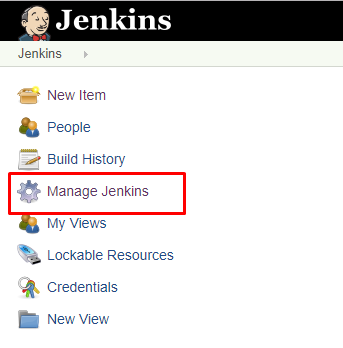 Jenkins
Jenkins
New Item
People
Build History
Manage Jenkins
My Views
Lockable Resources
Credentials
New View